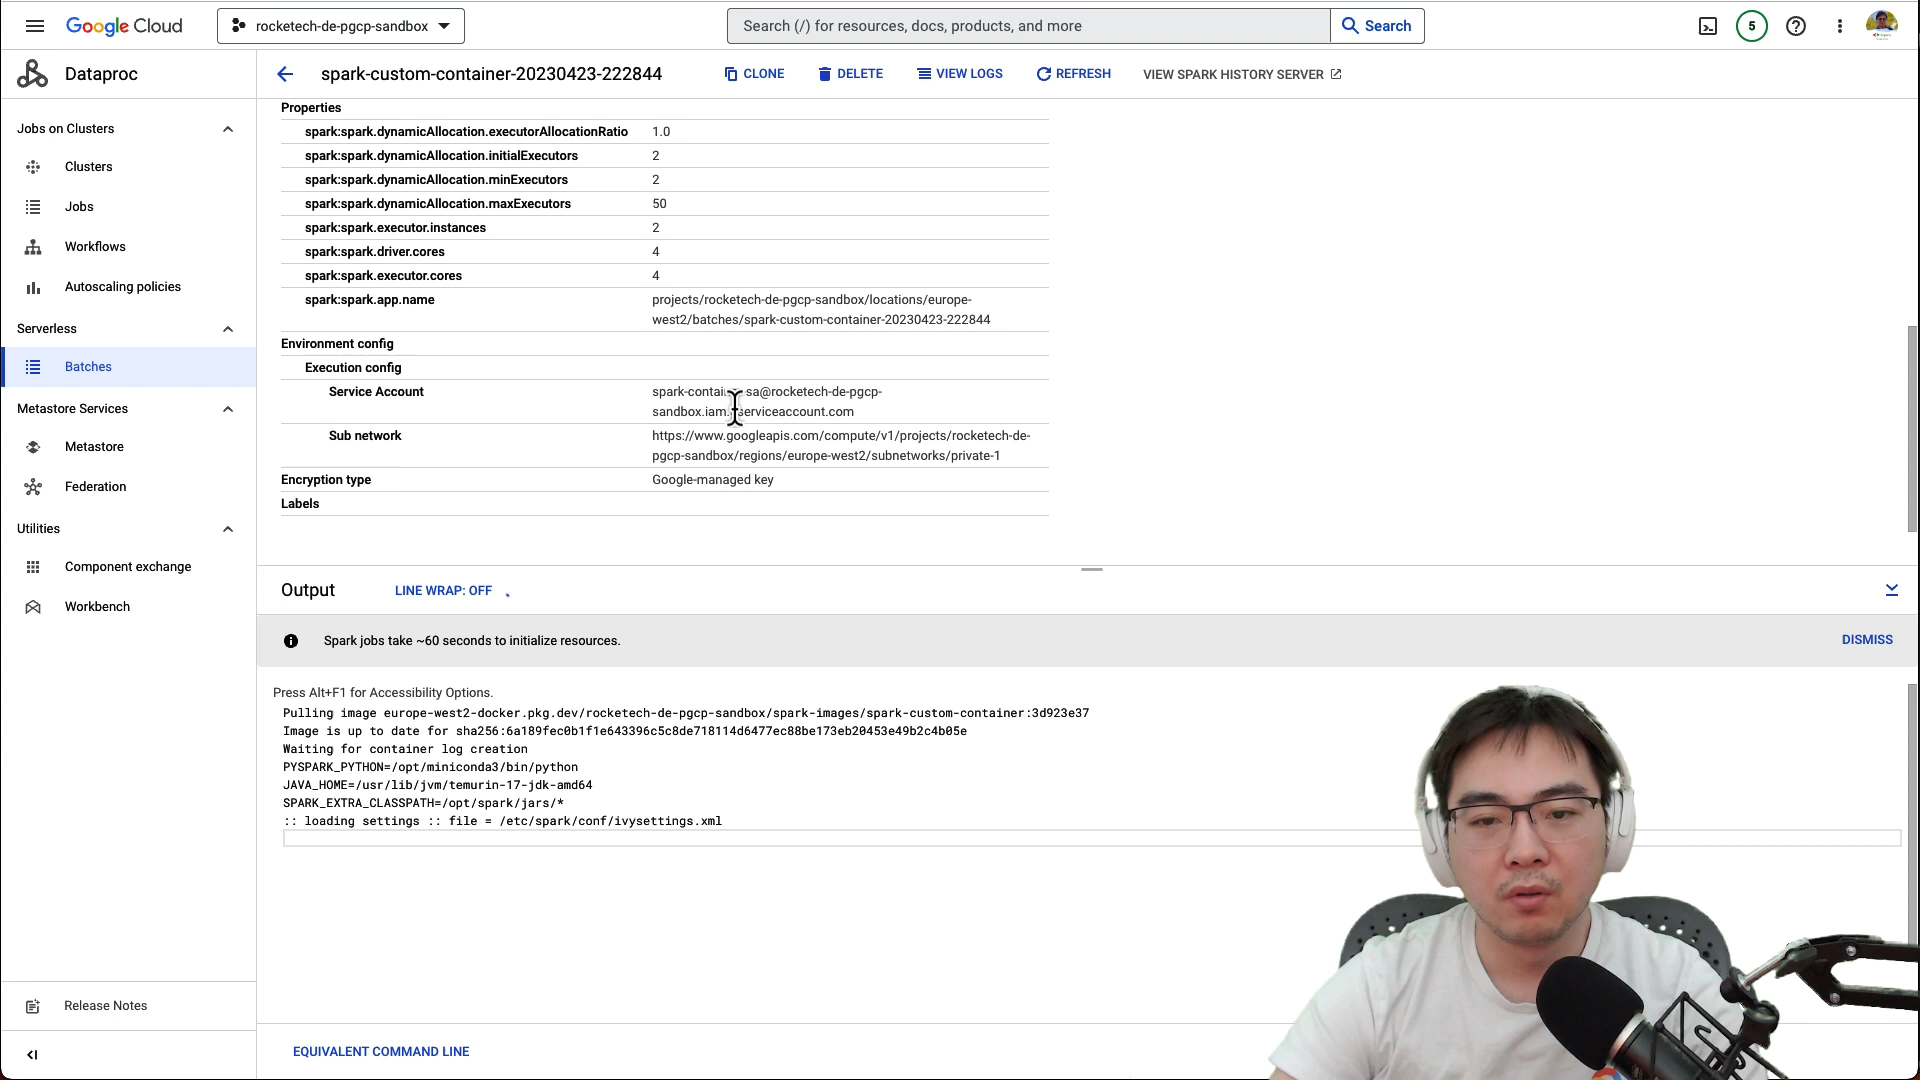 Google Cloud
rocketech-de-pgcp-sandbox
Search (/) for resources, docs, products, and more
Search
5
Dataproc
spark-custom-container-20230423-222844
CLONE
DELETE
VIEW LOGS
REFRESH
VIEW SPARK HISTORY SERVER
Jobs on Clusters
Clusters
Jobs
Workflows
Autoscaling policies
Serverless
Batches
Metastore Services
Metastore
Federation
Utilities
Component exchange
Workbench
Release Notes
Properties
spark:spark.dynamicAllocation.executorAllocationRatio 1.0
spark:spark.dynamicAllocation.initialExecutors 2
spark:spark.dynamicAllocation.minExecutors 2
spark:spark.dynamicAllocation.maxExecutors 50
spark:spark.executor.instances 2
spark:spark.driver.cores 4
spark:spark.executor.cores 4
spark:spark.app.name projects/rocketech-de-pgcp-sandbox/locations/europe-
west2/batches/spark-custom-container-20230423-222844
Environment config
Execution config
Service Account
sa@rocketech-de-pgcp-
Sub network https://www.googleapis.com/compute/v1/projects/rocketech-de-
pgcp-sandbox/regions/europe-west2/subnetworks/private-1
Encryption type Google-managed key
Labels
Output
LINE WRAP: OFF
Spark jobs take ~60 seconds to initialize resources.
DISMISS
Press Alt+F1 for Accessibility Options.
Pulling image europe-west2-docker.pkg.dev/rocketech-de-pgcp-sandbox/spark-images/spark-custom-container:3d923e37
Image is up to date for sha256:6a189fec0b1f1e643396c5c8de718114d6477ec88be173eb20453e49b2c4b05e
Waiting for container log creation
PYSPARK_PYTHON=/opt/miniconda3/bin/python
JAVA_HOME=/usr/lib/jvm/temurin-17-jdk-amd64
SPARK_EXTRA_CLASSPATH=/opt/spark/jars/*
:: loading settings :: file = /etc/spark/conf/ivysettings.xml
EQUIVALENT COMMAND LINE